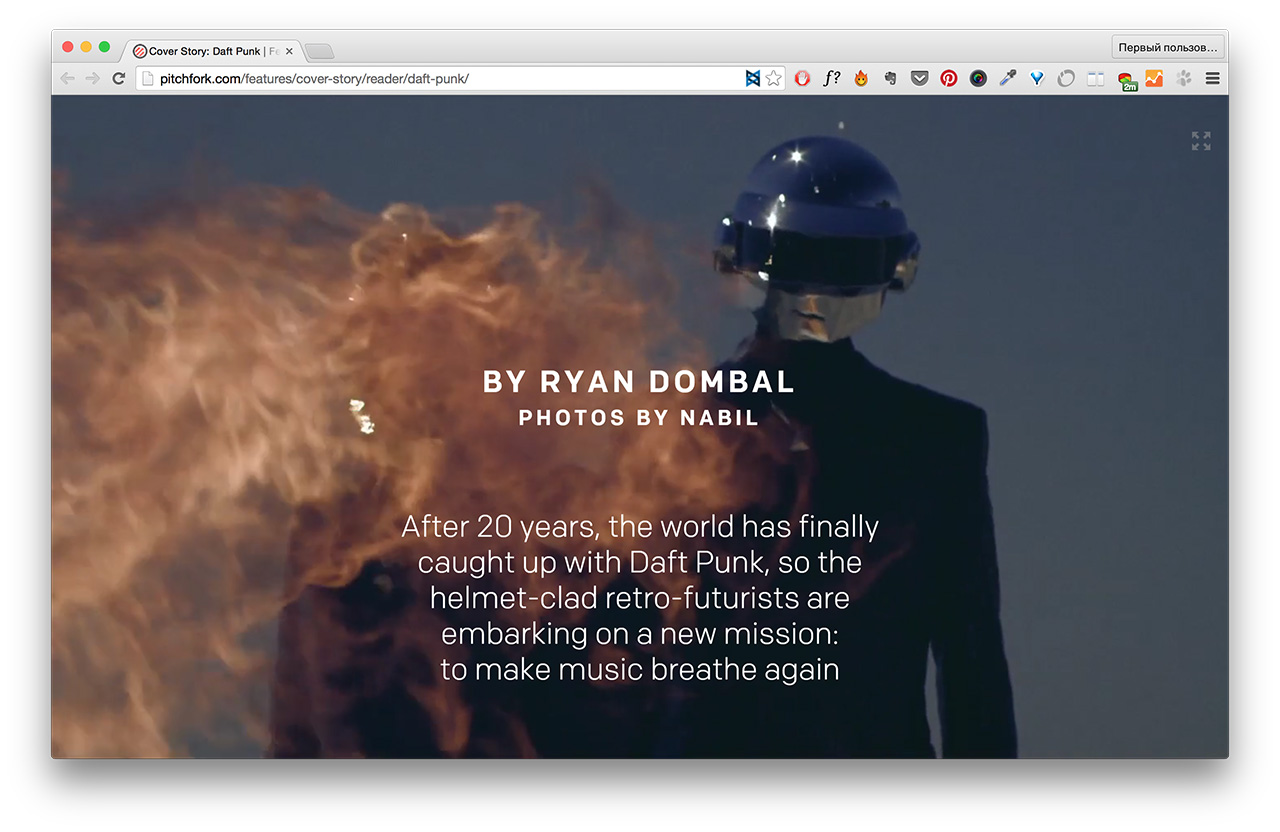 Cover Story: Daft Punk | Fe
Первый пользов...
pitchfork.com/features/cover-story/reader/daft-punk/
f?
2m
BY RYAN DOMBAL
PHOTOS BY NABIL
After 20 years, the world has finally
caught up with Daft Punk, so the
helmet-clad retro-futurists are
embarking on a new mission:
to make music breathe again